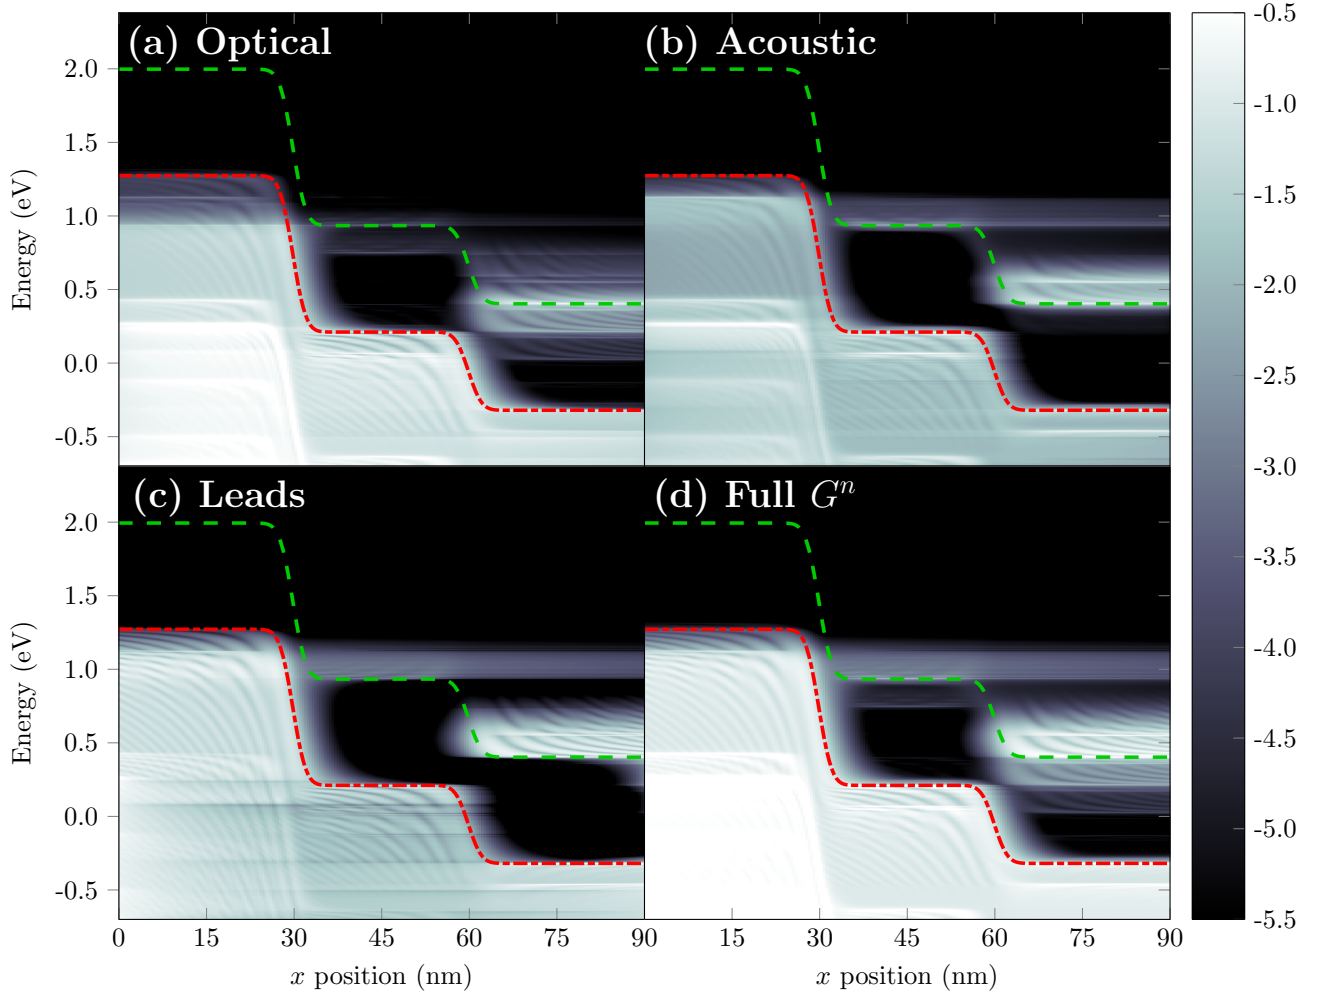 (a) Optical
(b) Acoustic
2.0
1.5
1.0
0.5
0.0
-0.5
Energy (eV)
(c) Leads
(d) Full Gⁿ
2.0
1.5
1.0
0.5
0.0
-0.5
Energy (eV)
0 15 30 45 60 75 90
x position (nm)
0 15 30 45 60 75 90
x position (nm)
-0.5
-1.0
-1.5
-2.0
-2.5
-3.0
-3.5
-4.0
-4.5
-5.0
-5.5